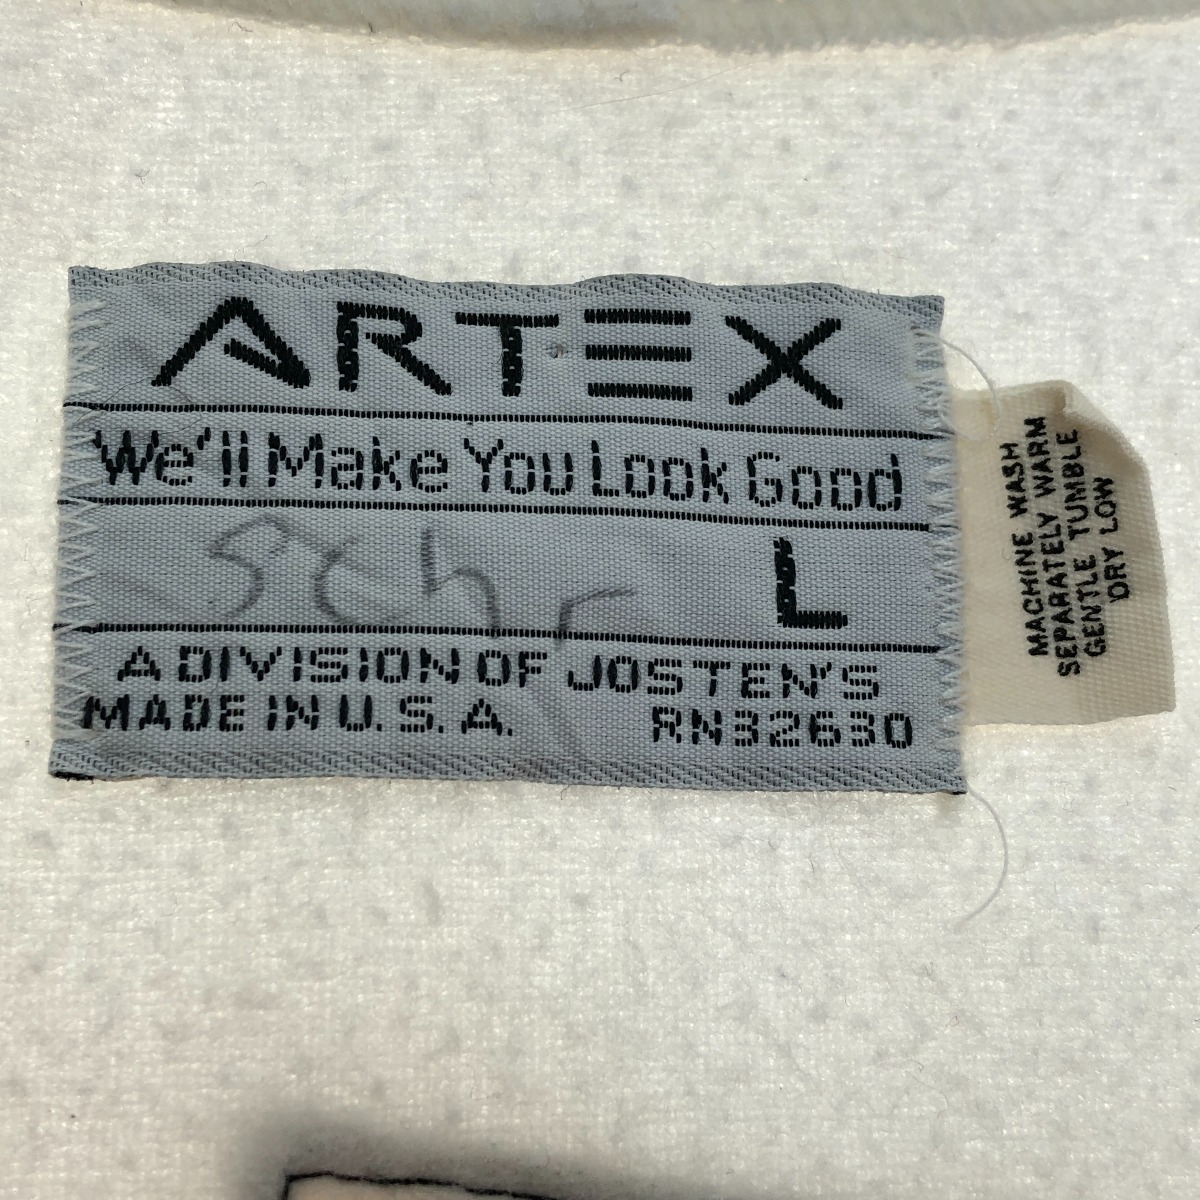 ARTEX
We'll Make You Look Good
Schr L
A DIVISION OF JOSTEN'S
MADE IN U.S.A. RN32630
MACHINE WASH
SEPARATELY WARM
GENTLE TUMBLE
DRY LOW